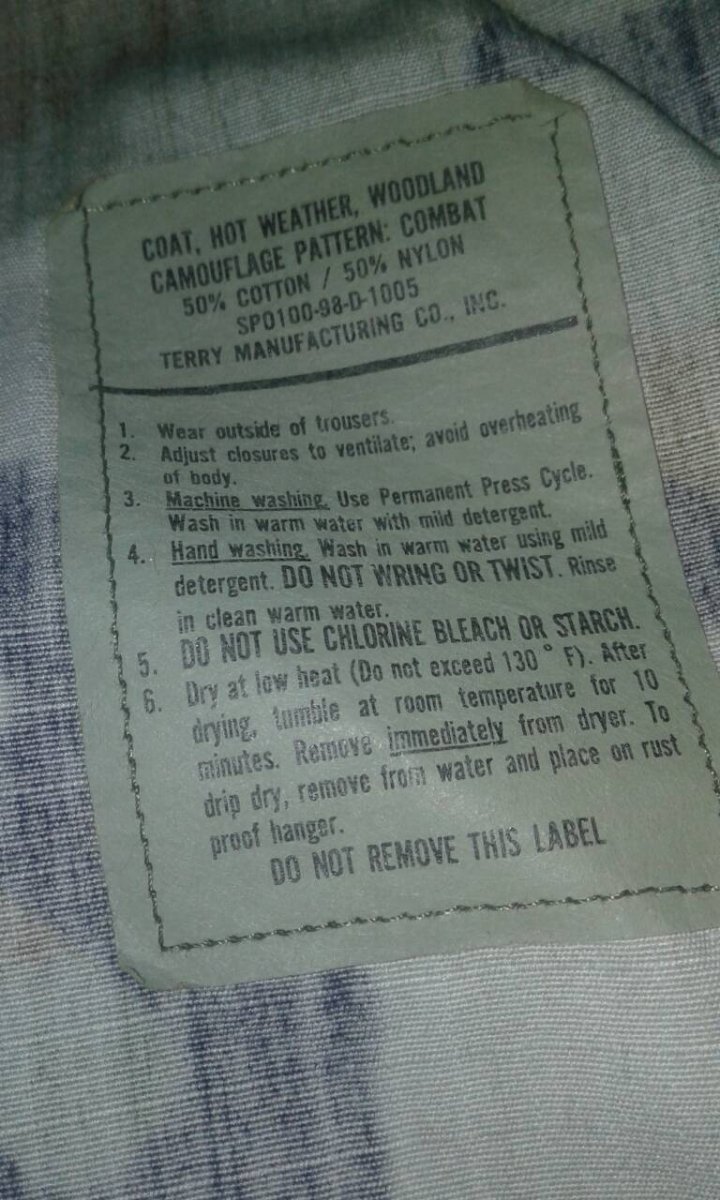 COAT, HOT WEATHER, WOODLAND
CAMOUFLAGE PATTERN: COMBAT
50% COTTON / 50% NYLON
SPO100-98-D-1005
TERRY MANUFACTURING CO., INC.
1. Wear outside of trousers.
2. Adjust closures to ventilate; avoid overheating
of body.
3. Machine washing. Use Permanent Press Cycle.
Wash in warm water with mild detergent.
4. Hand washing. Wash in warm water using mild
detergent. DO NOT WRING OR TWIST. Rinse
in clean warm water.
5. DO NOT USE CHLORINE BLEACH OR STARCH.
6. Dry at low heat (Do not exceed 130° F). After
drying, tumble at room temperature for 10
minutes. Remove immediately from dryer. To
drip dry, remove from water and place on rust
proof hanger.
DO NOT REMOVE THIS LABEL